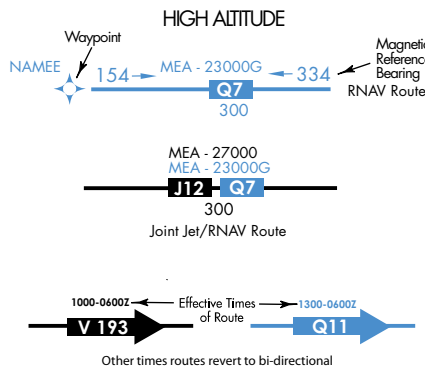 HIGH ALTITUDE
Waypoint
NAMEE
154
MEA - 23000G
334
Magnetic
Reference
Bearing
Q7
RNAV Route
300
MEA - 27000
MEA - 23000G
J12 Q7
300
Joint Jet/RNAV Route
1000-0600Z
Effective Times
of Route
1300-0600Z
V 193
Q11
Other times routes revert to bi-directional